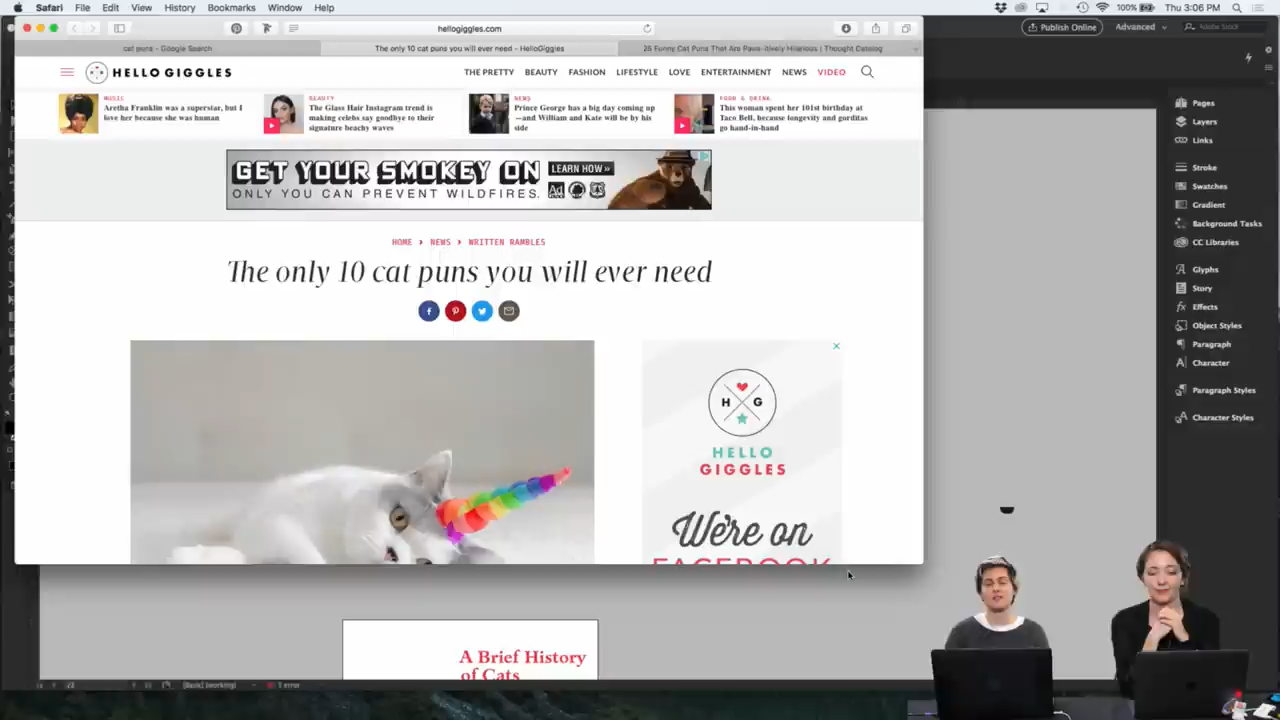 Safari File Edit View History Bookmarks Window Help
100% Thu 3:06 PM
hellogiggles.com
Publish Online Advanced Adobe Stock
cat puns - Google Search The only 10 cat puns you will ever need - HelloGiggles 26 Funny Cat Puns That Are Paws-itively Hilarious | Thought Catalog
HELLO GIGGLES
THE PRETTY BEAUTY FASHION LIFESTYLE LOVE ENTERTAINMENT NEWS VIDEO
MUSIC
Aretha Franklin was a superstar, but I
love her because she was human
BEAUTY
The Glass Hair Instagram trend is
making celebs say goodbye to their
signature beachy waves
NEWS
Prince George has a big day coming up
—and William and Kate will be by his
side
FOOD & DRINK
This woman spent her 101st birthday at
Taco Bell, because longevity and gorditas
go hand-in-hand
GET YOUR SMOKEY ON
LEARN HOW»
ONLY YOU CAN PREVENT WILDFIRES.
Ad
HOME › NEWS › WRITTEN RAMBLES
The only 10 cat puns you will ever need
H G
HELLO
GIGGLES
We're on
FACEBOOK
Pages
Layers
Links
Stroke
Swatches
Gradient
Background Tasks
CC Libraries
Glyphs
Story
Effects
Object Styles
Paragraph
Character
Paragraph Styles
Character Styles
A Brief History
of Cats
[Basic] (working)
1 error